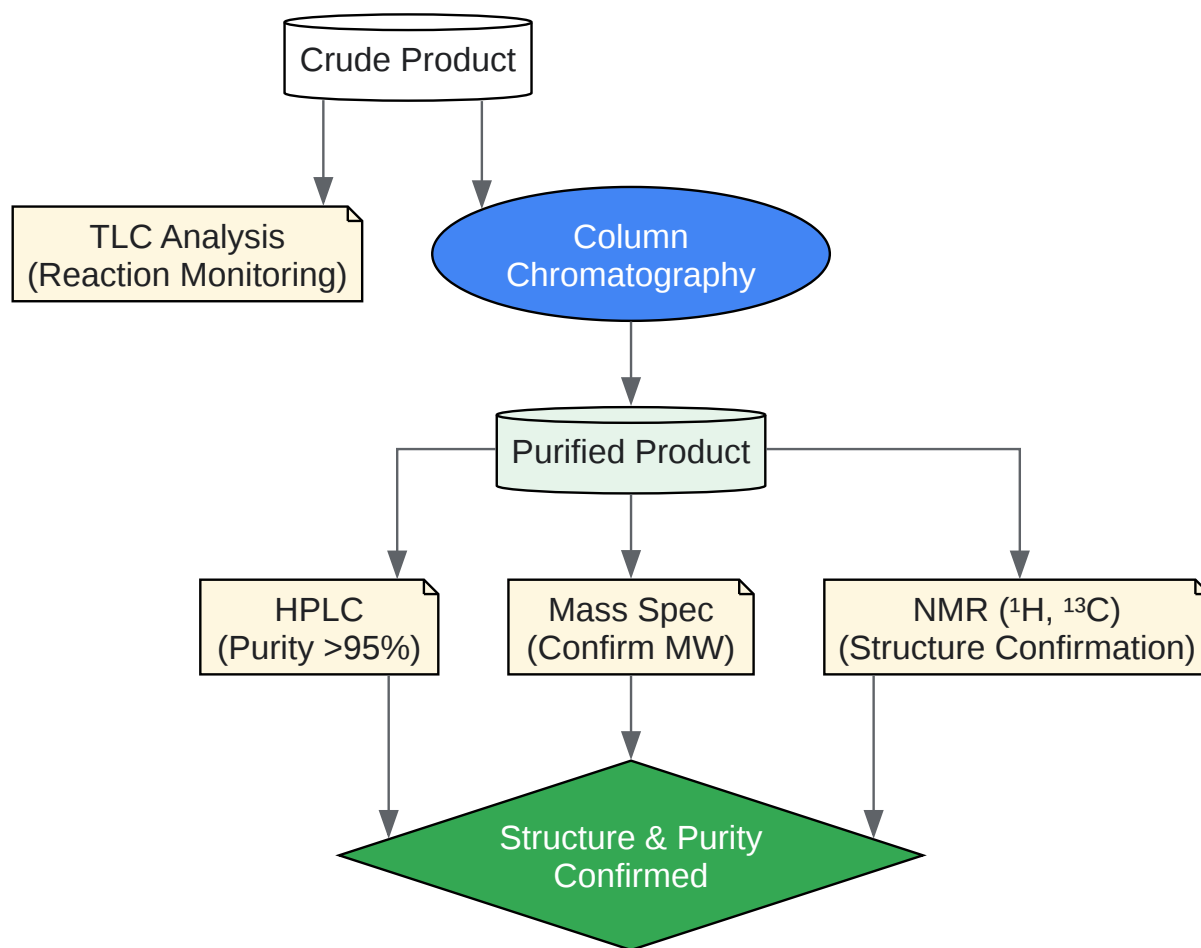 Crude Product
TLC Analysis
(Reaction Monitoring)
Column
Chromatography
Purified Product
HPLC
(Purity >95%)
Mass Spec
(Confirm MW)
NMR (¹H, ¹³C)
(Structure Confirmation)
Structure & Purity
Confirmed